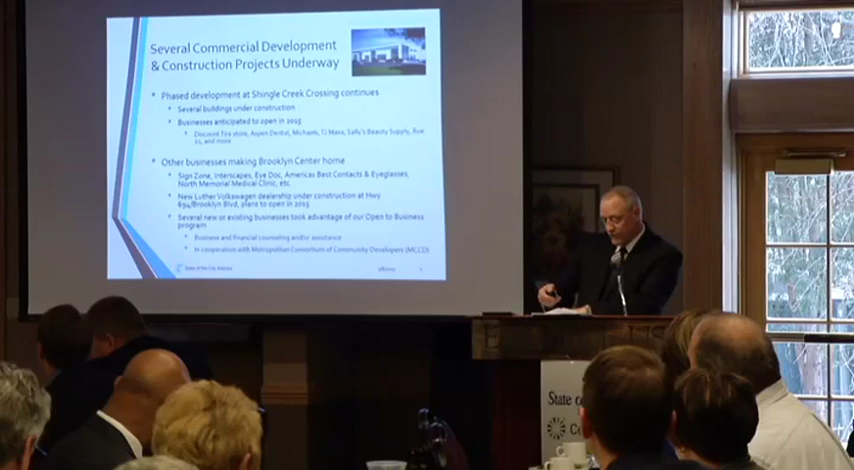 Several Commercial Development
& Construction Projects Underway
Phased development at Shingle Creek Crossing continues
Several buildings under construction
Businesses anticipated to open in 2015
Discount Tire store, Aspen Dental, Michaels, TJ Maxx, Sally's Beauty Supply, five
21, and more
Other businesses making Brooklyn Center home
Sign Zone, Interscapes, Eye Doc, Americas Best Contacts & Eyeglasses,
North Memorial Medical Clinic, etc.
New Luther Volkswagen dealership under construction at Hwy
694/Brooklyn Blvd, plans to open in 2015
Several new or existing businesses took advantage of our Open to Business
program
Business and financial counseling and/or assistance
In cooperation with Metropolitan Consortium of Community Developers (MCCD)
State of the City Address
State